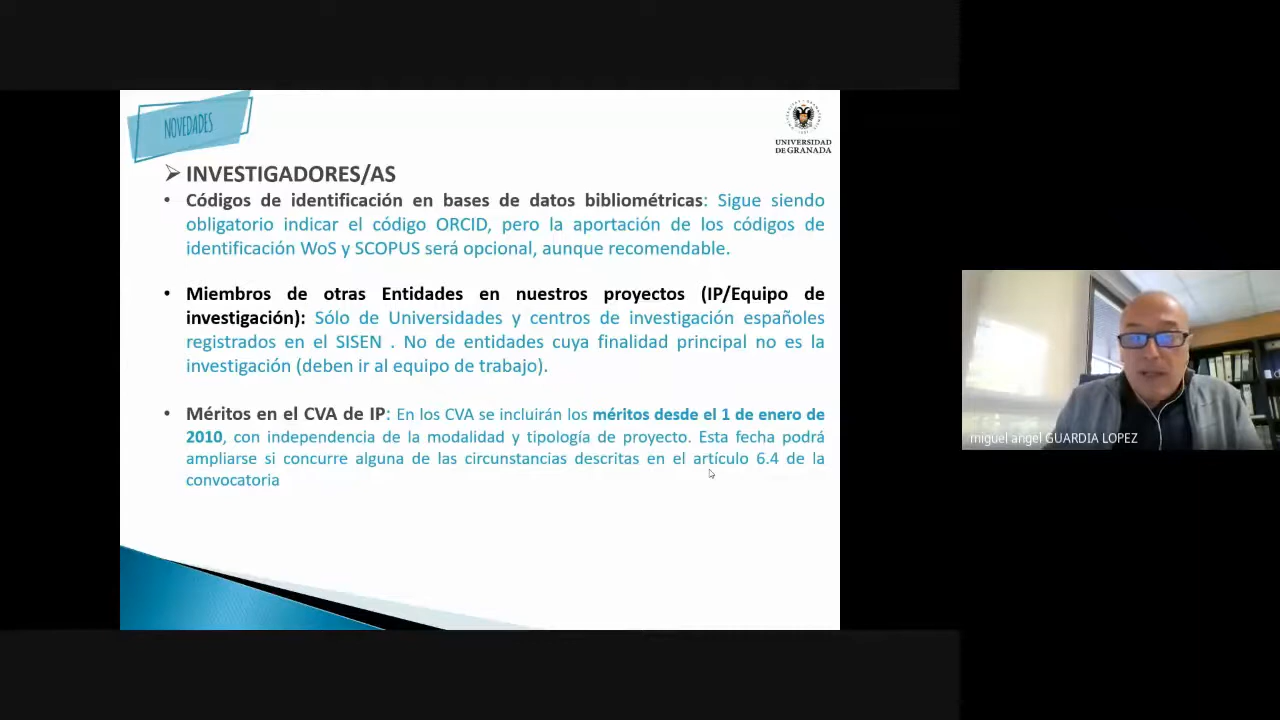 NOVEDADES
UNIVERSIDAD
DE GRANADA
➢ INVESTIGADORES/AS
• Códigos de identificación en bases de datos bibliométricas: Sigue siendo
obligatorio indicar el código ORCID, pero la aportación de los códigos de
identificación WoS y SCOPUS será opcional, aunque recomendable.
• Miembros de otras Entidades en nuestros proyectos (IP/Equipo de
investigación): Sólo de Universidades y centros de investigación españoles
registrados en el SISEN . No de entidades cuya finalidad principal no es la
investigación (deben ir al equipo de trabajo).
• Méritos en el CVA de IP: En los CVA se incluirán los méritos desde el 1 de enero de
2010, con independencia de la modalidad y tipología de proyecto. Esta fecha podrá
ampliarse si concurre alguna de las circunstancias descritas en el artículo 6.4 de la
convocatoria
miguel angel GUARDIA LOPEZ